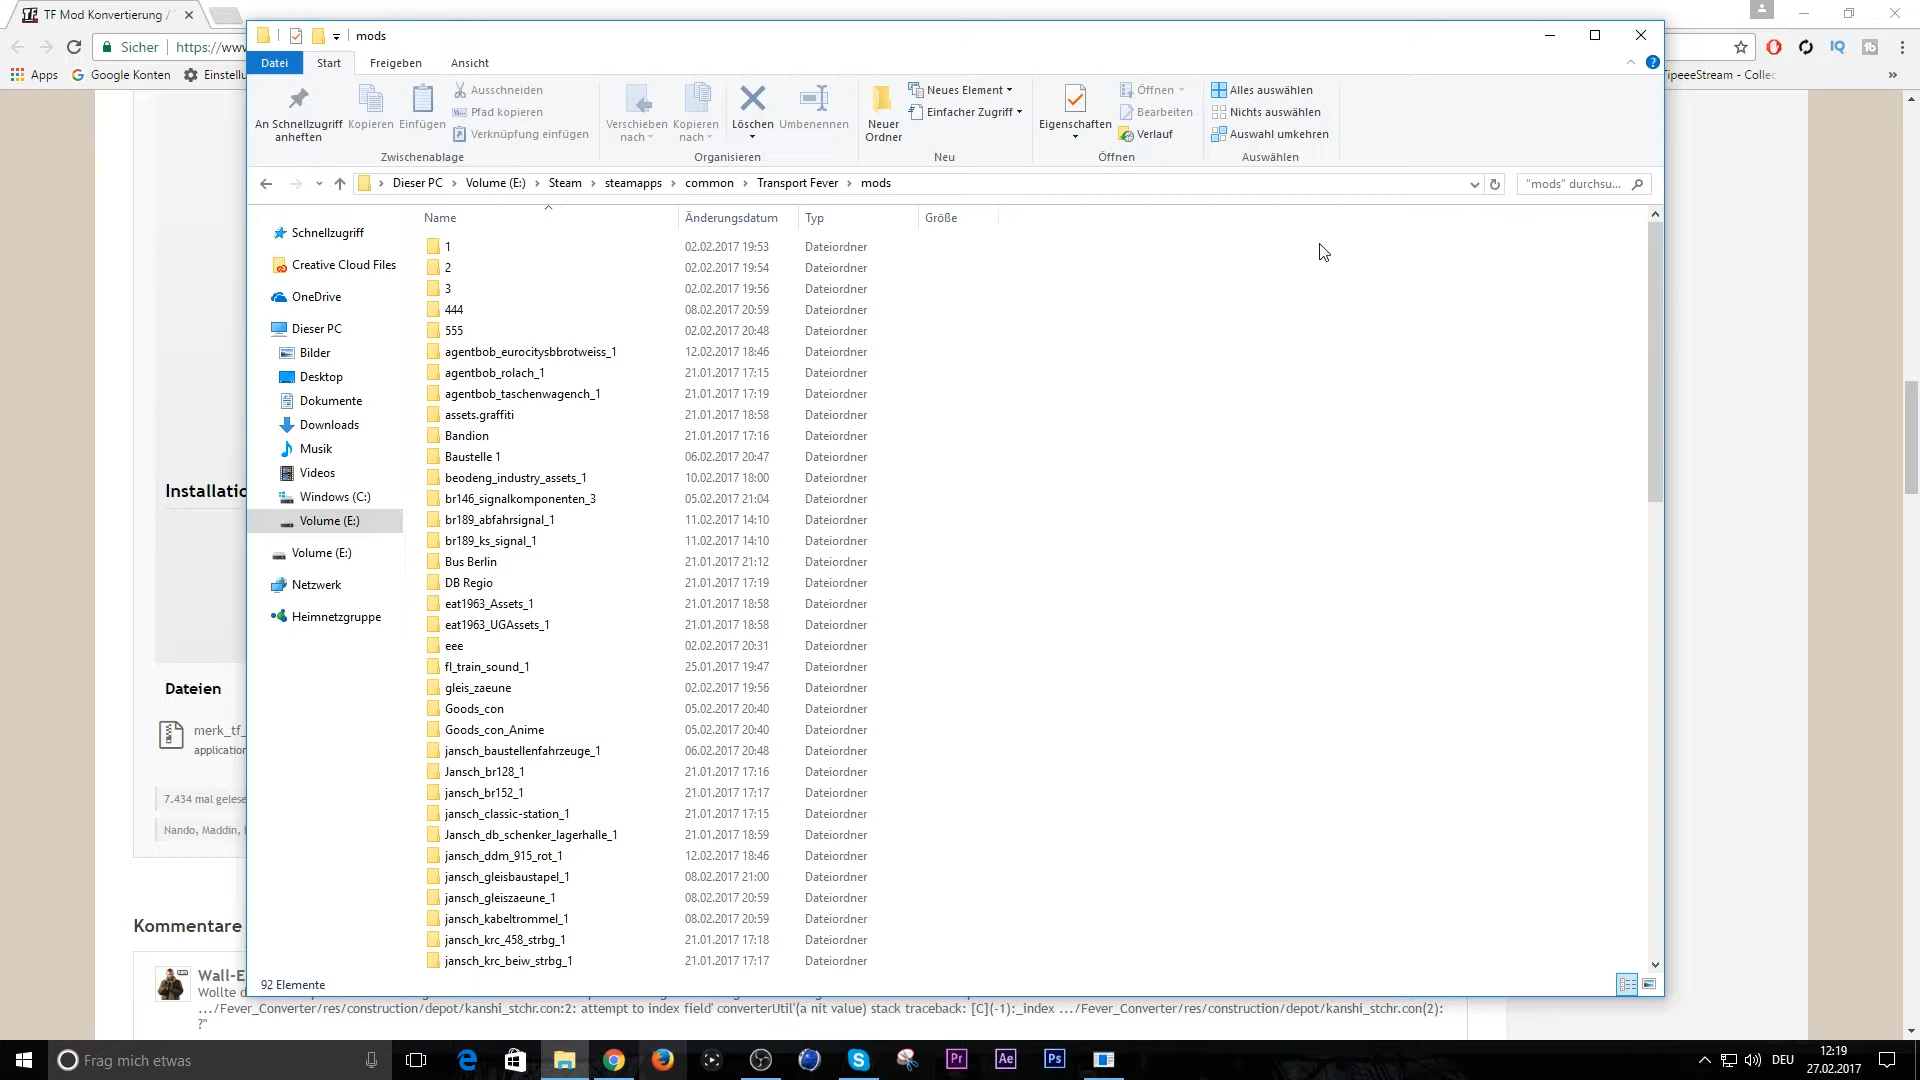 TF Mod Konvertierung /
mods
Sicher
https://www
Apps
Google Konten
TipeeeStream - Collec
Datei
Start
Freigeben
Ansicht
An Schnellzugriff
anheften
Kopieren
Einfügen
Ausschneiden
Pfad kopieren
Verknüpfung einfügen
Zwischenablage
Verschieben
nach
Kopieren
nach
Löschen
Umbenennen
Organisieren
Neuer
Ordner
Neues Element
Einfacher Zugriff
Neu
Eigenschaften
Öffnen
Bearbeiten
Verlauf
Öffnen
Alles auswählen
Nichts auswählen
Auswahl umkehren
Auswählen
Dieser PC > Volume (E:) > Steam > steamapps > common > Transport Fever > mods
"mods" durchsu...
Schnellzugriff
Creative Cloud Files
OneDrive
Dieser PC
Bilder
Desktop
Dokumente
Downloads
Musik
Videos
Windows (C:)
Volume (E:)
Volume (E:)
Netzwerk
Heimnetzgruppe
Name Änderungsdatum Typ Größe
1 02.02.2017 19:53 Dateiordner
2 02.02.2017 19:54 Dateiordner
3 02.02.2017 19:56 Dateiordner
444 08.02.2017 20:59 Dateiordner
555 02.02.2017 20:48 Dateiordner
agentbob_eurocitysbbrotweiss_1 12.02.2017 18:46 Dateiordner
agentbob_rolach_1 21.01.2017 17:15 Dateiordner
agentbob_taschenwagench_1 21.01.2017 17:19 Dateiordner
assets.graffiti 21.01.2017 18:58 Dateiordner
Bandion 21.01.2017 17:16 Dateiordner
Baustelle 1 06.02.2017 20:47 Dateiordner
beodeng_industry_assets_1 10.02.2017 18:00 Dateiordner
br146_signalkomponenten_3 05.02.2017 21:04 Dateiordner
br189_abfahrsignal_1 11.02.2017 14:10 Dateiordner
br189_ks_signal_1 11.02.2017 14:10 Dateiordner
Bus Berlin 21.01.2017 21:12 Dateiordner
DB Regio 21.01.2017 17:19 Dateiordner
eat1963_Assets_1 21.01.2017 18:58 Dateiordner
eat1963_UGAssets_1 21.01.2017 18:58 Dateiordner
eee 02.02.2017 20:31 Dateiordner
fl_train_sound_1 25.01.2017 19:47 Dateiordner
gleis_zaeune 02.02.2017 19:56 Dateiordner
Goods_con 05.02.2017 20:40 Dateiordner
Goods_con_Anime 05.02.2017 20:40 Dateiordner
jansch_baustellenfahrzeuge_1 06.02.2017 20:48 Dateiordner
Jansch_br128_1 21.01.2017 17:16 Dateiordner
jansch_br152_1 21.01.2017 17:17 Dateiordner
jansch_classic-station_1 21.01.2017 17:15 Dateiordner
Jansch_db_schenker_lagerhalle_1 21.01.2017 18:59 Dateiordner
jansch_ddm_915_rot_1 12.02.2017 18:46 Dateiordner
jansch_gleisbaustapel_1 08.02.2017 21:00 Dateiordner
jansch_gleiszaeune_1 08.02.2017 20:59 Dateiordner
jansch_kabeltrommel_1 08.02.2017 20:59 Dateiordner
jansch_krc_458_strbg_1 21.01.2017 17:18 Dateiordner
jansch_krc_beiw_strbg_1 21.01.2017 17:17 Dateiordner
92 Elemente
Dateien
merk_tf_
7.434 mal gelese
Nando, Maddin,
Kommentare
Wall-E
Wollte d
.../Fever_Converter/res/construction/depot/kanshi_stchr.con:2: attempt to index field' converterUtil'(a nit value) stack traceback: [C](-1):_index .../Fever_Converter/res/construction/depot/kanshi_stchr.con(2):
?"
Frag mich etwas
DEU
12:19
27.02.2017